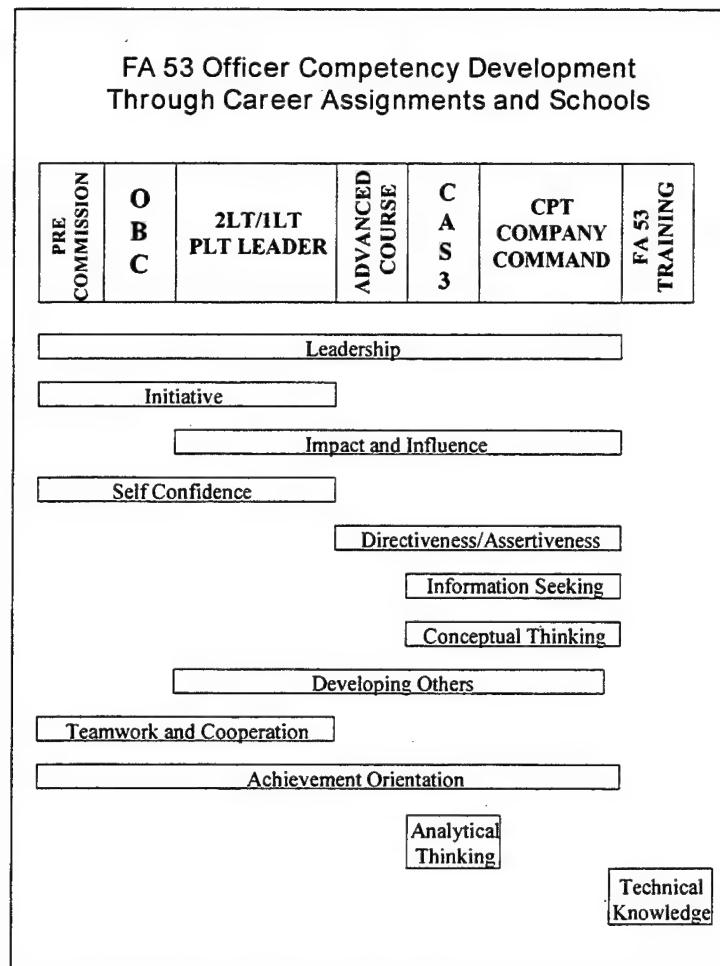 FA 53 Officer Competency Development
Through Career Assignments and Schools
PRE
COMMISSION
O
B
C
2LT/1LT
PLT LEADER
ADVANCED
COURSE
C
A
S
3
CPT
COMPANY
COMMAND
FA 53
TRAINING
Leadership
Initiative
Impact and Influence
Self Confidence
Directiveness/Assertiveness
Information Seeking
Conceptual Thinking
Developing Others
Teamwork and Cooperation
Achievement Orientation
Analytical
Thinking
Technical
Knowledge